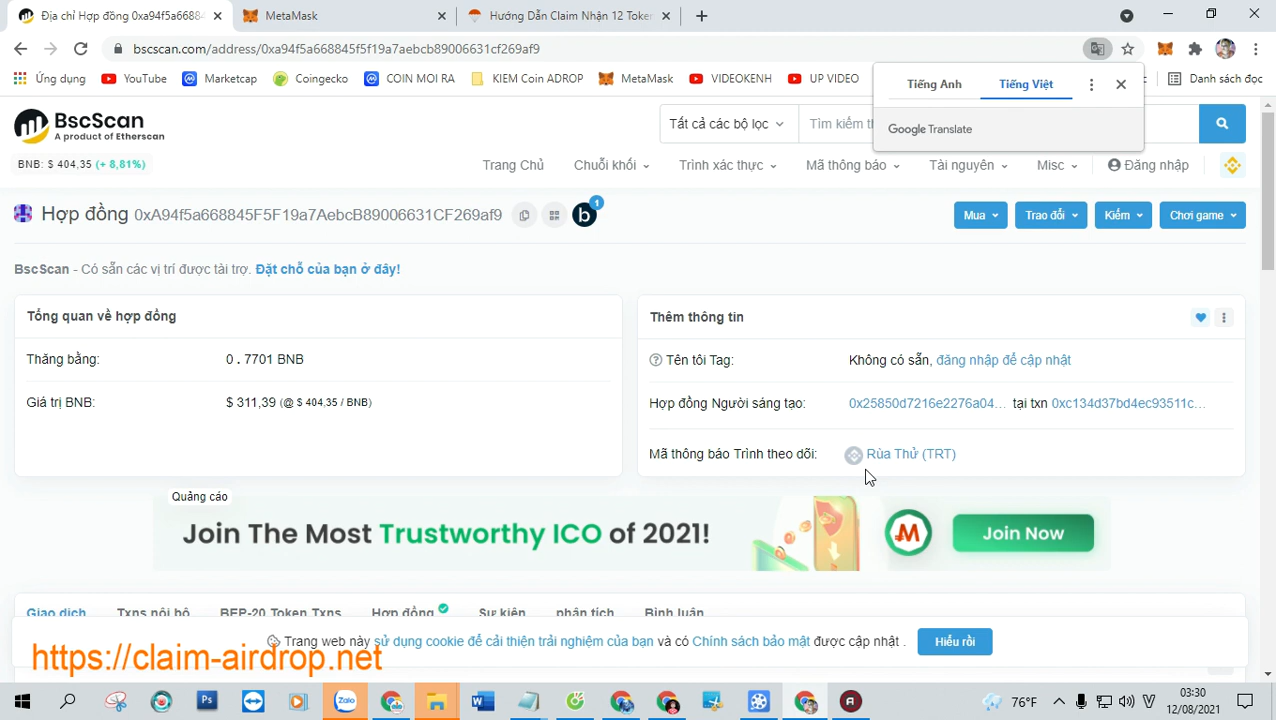 Địa chỉ Hợp đồng 0xa94f5a66884
MetaMask
Hướng Dẫn Claim Nhận 12 Token
bscscan.com/address/0xa94f5a668845f5f19a7aebcb89006631cf269af9
Ứng dụng
YouTube
Marketcap
Coingecko
COIN MOI RA
KIEM Coin ADROP
MetaMask
VIDEOKENH
UP VIDEO
Danh sách đọc
Tiếng Anh
Tiếng Việt
Google Translate
BscScan
A product of Etherscan
Tất cả các bộ lọc
Tìm kiếm th
BNB: $ 404,35 (+ 8,81%)
Trang Chủ
Chuỗi khối
Trình xác thực
Mã thông báo
Tài nguyên
Misc
Đăng nhập
Hợp đồng 0xA94f5a668845F5F19a7AebcB89006631CF269af9
b
1
Mua
Trao đổi
Kiếm
Chơi game
BscScan - Có sẵn các vị trí được tài trợ. Đặt chỗ của bạn ở đây!
Tổng quan về hợp đồng
Thăng bằng: 0 . 7701 BNB
Giá trị BNB: $ 311,39 (@ $ 404,35 / BNB)
Thêm thông tin
Tên tôi Tag: Không có sẵn, đăng nhập để cập nhật
Hợp đồng Người sáng tạo: 0x25850d7216e2276a04... tại txn 0xc134d37bd4ec93511c...
Mã thông báo Trình theo dõi: Rùa Thử (TRT)
Quảng cáo
Join The Most Trustworthy ICO of 2021!
M
Join Now
Giao dịch
Txns nội bộ
BEP-20 Token Txns
Hợp đồng
Sự kiện
phân tích
Bình luận
Trang web này sử dụng cookie để cải thiện trải nghiệm của bạn và có Chính sách bảo mật được cập nhật .
Hiểu rồi
https://claim-airdrop.net
Ps
Zalo
W
A
76°F
V
03:30
12/08/2021